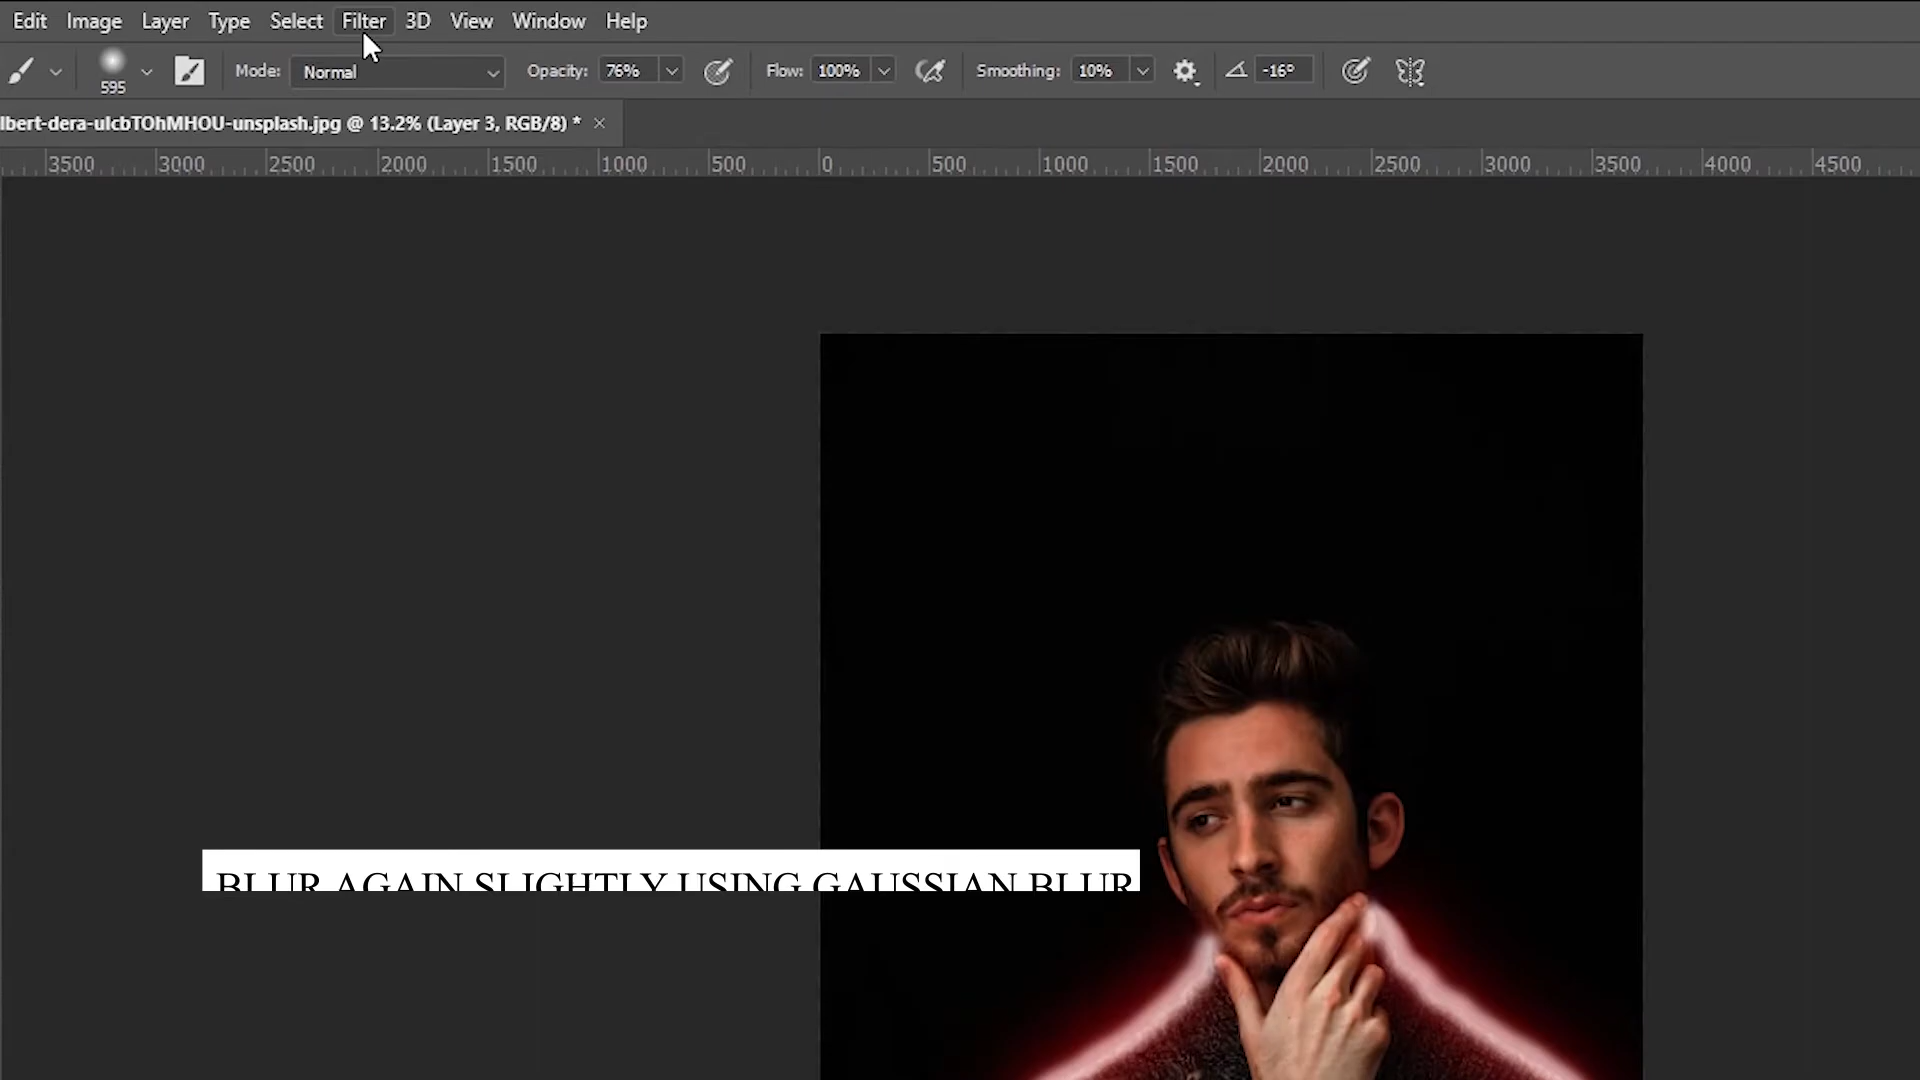 Edit Image Layer Type Select Filter 3D View Window Help
595 Mode: Normal Opacity: 76% Flow: 100% Smoothing: 10% -16°
lbert-dera-ulcbTOhMHOU-unsplash.jpg @ 13.2% (Layer 3, RGB/8) * ×
3500 3000 2500 2000 1500 1000 500 0 500 1000 1500 2000 2500 3000 3500 4000 4500
BLUR AGAIN SLIGHTLY USING GAUSSIAN BLUR